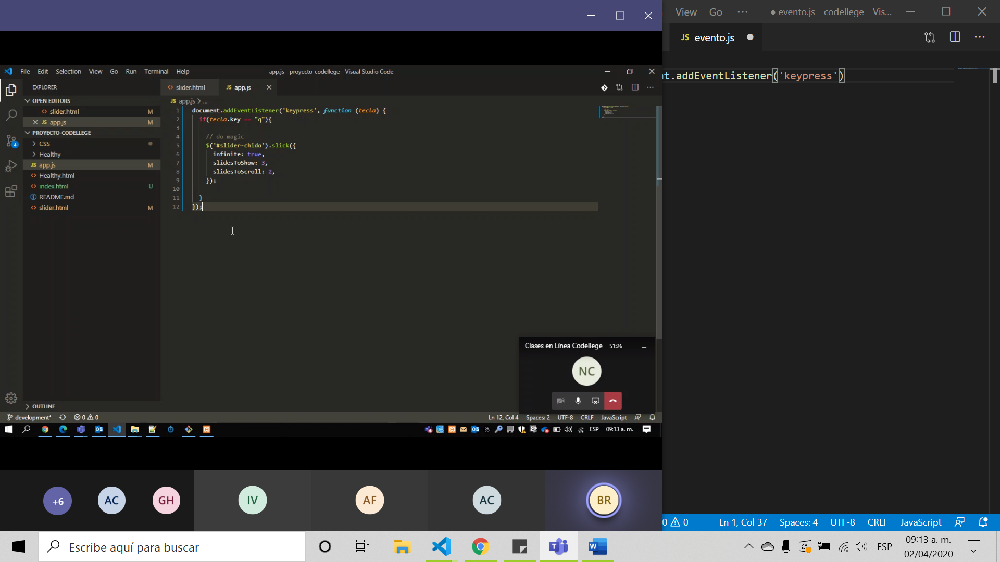 View Go ··· ● evento.js - codellege - Vis...
JS evento.js ●
File Edit Selection View Go Run Terminal Help
app.js - proyecto-codellege - Visual Studio Code
t.addEventListener('keypress')
EXPLORER
slider.html
JS app.js
OPEN EDITORS
JS app.js > ...
slider.html M
JS app.js M
PROYECTO-CODELLEGE
CSS
Healthy
JS app.js M
Healthy.html
index.html U
README.md
slider.html M
1 document.addEventListener('keypress', function (tecla) {
2 if(tecla.key == "q"){
3
4 // do magic
5 $('#slider-chido').slick({
6 infinite: true,
7 slidesToShow: 3,
8 slidesToScroll: 2,
9 });
10
11 }
12 });
4
Clases en Línea Codellege 51:26
NC
OUTLINE
development* 0 0
Ln 12, Col 4 Spaces: 2 UTF-8 CRLF JavaScript
ESP 09:13 a. m.
+6 AC GH IV AF AC BR
0 0 Ln 1, Col 37 Spaces: 4 UTF-8 CRLF JavaScript
Escribe aquí para buscar
ESP
09:13 a. m.
02/04/2020